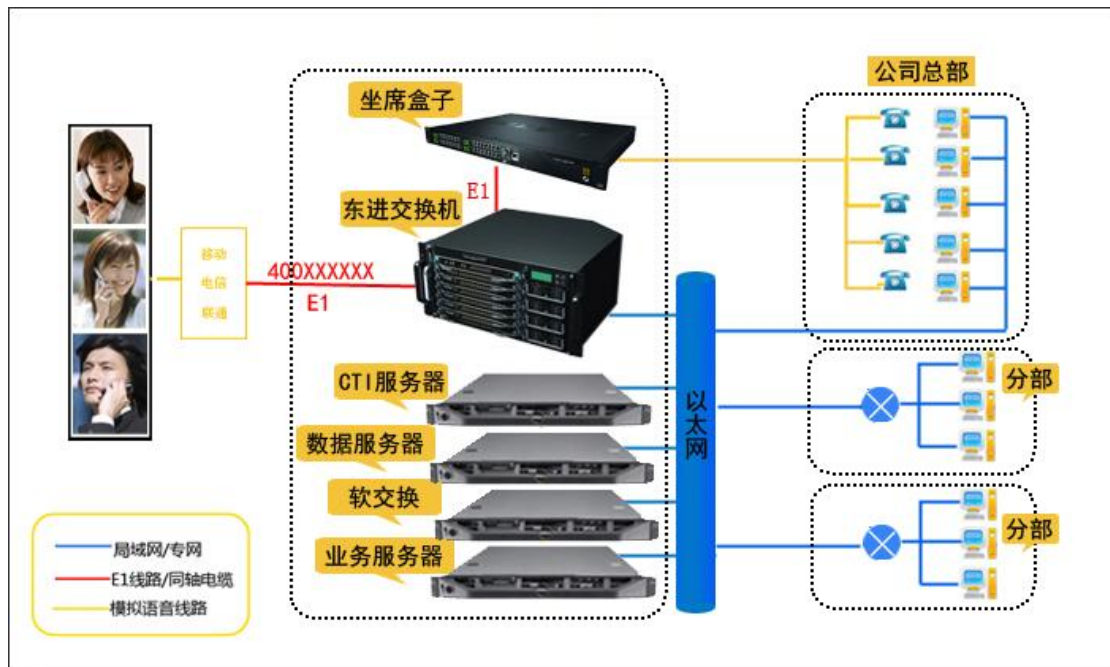 坐席盒子
公司总部
E1
东进交换机
移动
电信
联通
400XXXXXX
E1
CTI服务器
数据服务器
软交换
业务服务器
以太网
分部
分部
局域网/专网
E1线路/同轴电缆
模拟语音线路